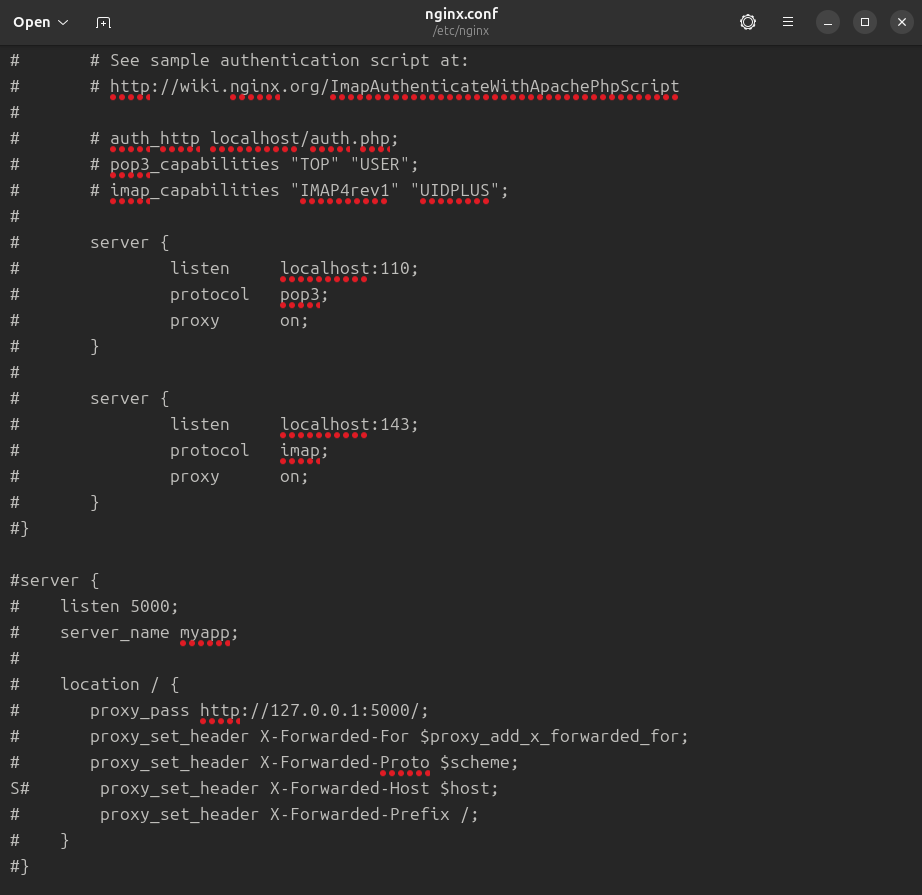 Open
nginx.conf
/etc/nginx
#       # See sample authentication script at:
#       # http://wiki.nginx.org/ImapAuthenticateWithApachePhpScript
#
#       # auth_http localhost/auth.php;
#       # pop3_capabilities "TOP" "USER";
#       # imap_capabilities "IMAP4rev1" "UIDPLUS";
#
#       server {
#               listen     localhost:110;
#               protocol   pop3;
#               proxy      on;
#       }
#
#       server {
#               listen     localhost:143;
#               protocol   imap;
#               proxy      on;
#       }
#}

#server {
#    listen 5000;
#    server_name myapp;
#
#    location / {
#       proxy_pass http://127.0.0.1:5000/;
#       proxy_set_header X-Forwarded-For $proxy_add_x_forwarded_for;
#       proxy_set_header X-Forwarded-Proto $scheme;
S#       proxy_set_header X-Forwarded-Host $host;
#        proxy_set_header X-Forwarded-Prefix /;
#    }
#}